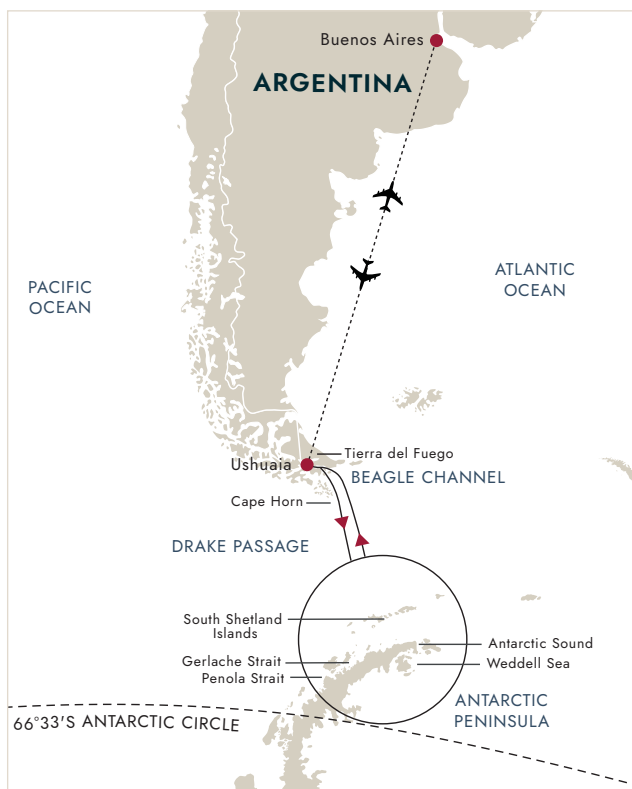 Buenos Aires
ARGENTINA
PACIFIC
OCEAN
ATLANTIC
OCEAN
Tierra del Fuego
Ushuaia
BEAGLE CHANNEL
Cape Horn
DRAKE PASSAGE
South Shetland
Islands
Antarctic Sound
Gerlache Strait
Weddell Sea
Penola Strait
ANTARCTIC
PENINSULA
66°33'S ANTARCTIC CIRCLE